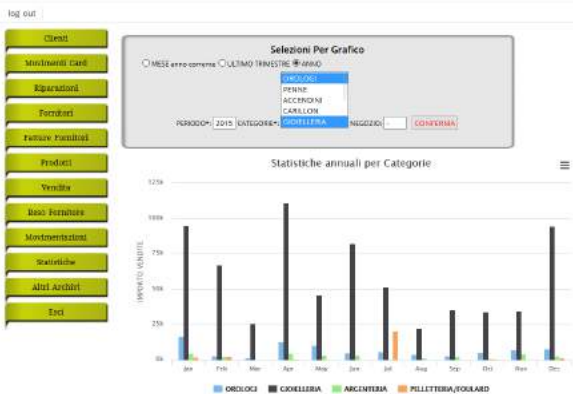 log out
Clienti
Movimenti Card
Riparazioni
Fornitori
Fatture Fornitori
Prodotti
Vendite
Reso Forniture
Movimentazioni
Statistiche
Altri Archivi
Esci
Selezioni Per Grafico
MESE anno corrente ULTIMO TRIMESTRE ANNO
OROLOGI
PENNE
ACCENDINI
CARILLON
GIOIELLERIA
PERIODO*: 2015 CATEGORIE*: NEGOZIO: - CONFERMA
Statistiche annuali per Categorie
IMPORTO VENDITE
125k
100k
75k
50k
25k
0k
Jan Feb Mar Apr May Jun Jul Aug Sep Oct Nov Dec
OROLOGI GIOIELLERIA ARGENTERIA PELLETTERIA/FOULARD